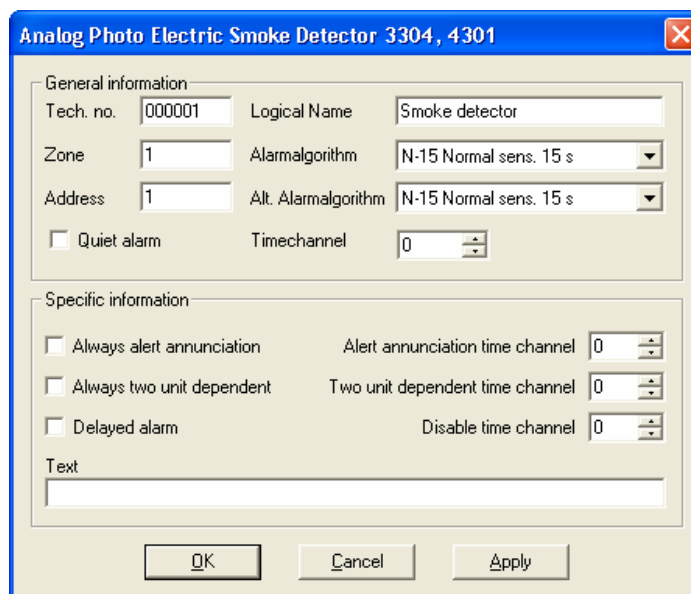 Analog Photo Electric Smoke Detector 3304, 4301
General information
Tech. no. 000001 Logical Name Smoke detector
Zone 1 Alarmalgorithm N-15 Normal sens. 15 s
Address 1 Alt. Alarmalgorithm N-15 Normal sens. 15 s
Quiet alarm Timechannel 0
Specific information
Always alert annunciation Alert annunciation time channel 0
Always two unit dependent Two unit dependent time channel 0
Delayed alarm Disable time channel 0
Text
OK Cancel Apply